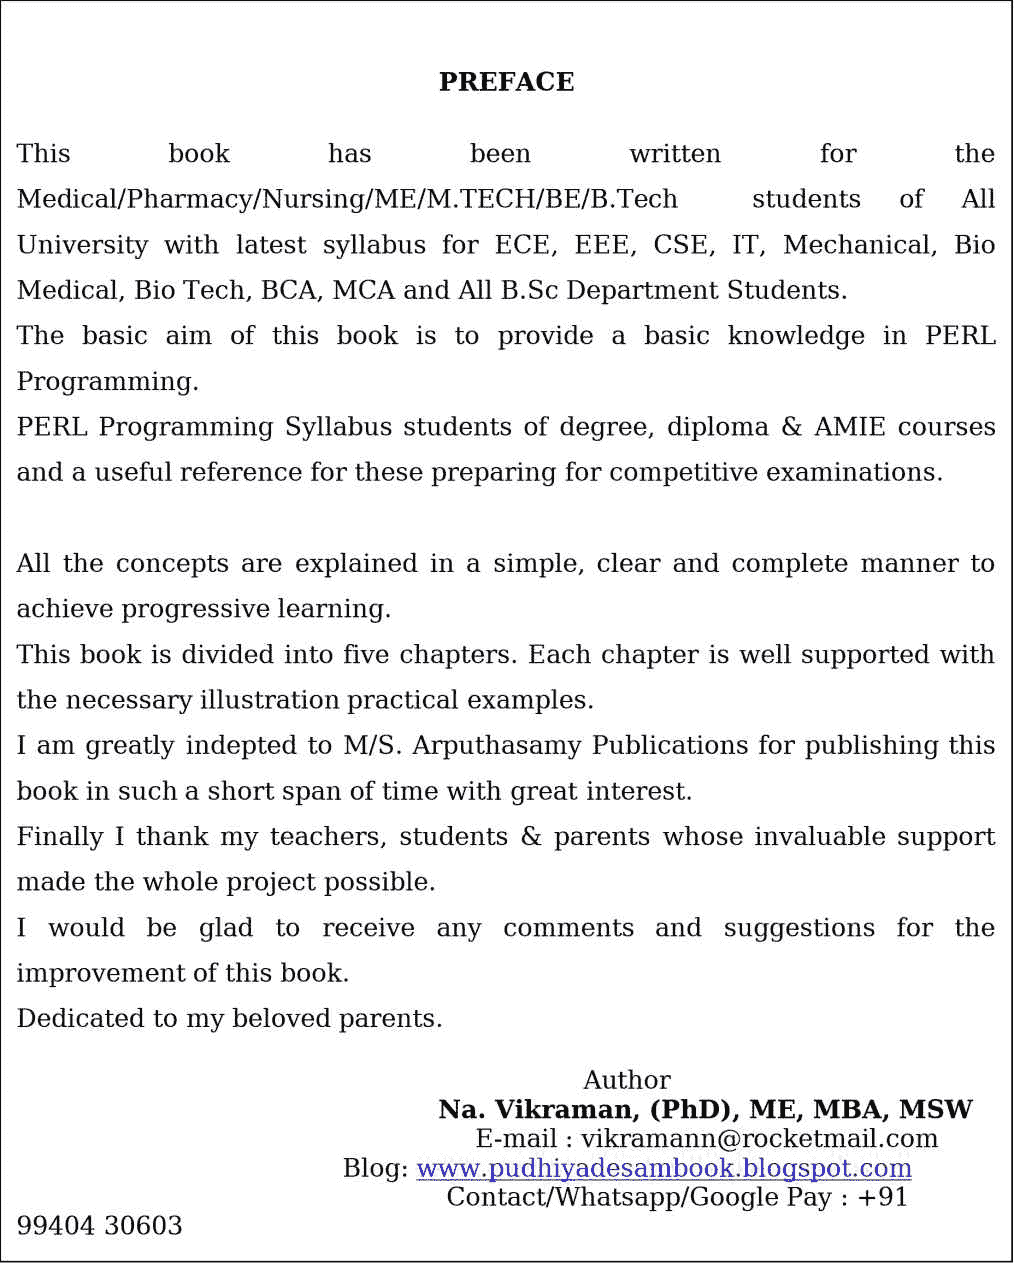 PREFACE
This book has been written for the
Medical/Pharmacy/Nursing/ME/M.TECH/BE/B.Tech students of All
University with latest syllabus for ECE, EEE, CSE, IT, Mechanical, Bio
Medical, Bio Tech, BCA, MCA and All B.Sc Department Students.
The basic aim of this book is to provide a basic knowledge in PERL
Programming.
PERL Programming Syllabus students of degree, diploma & AMIE courses
and a useful reference for these preparing for competitive examinations.
All the concepts are explained in a simple, clear and complete manner to
achieve progressive learning.
This book is divided into five chapters. Each chapter is well supported with
the necessary illustration practical examples.
I am greatly indepted to M/S. Arputhasamy Publications for publishing this
book in such a short span of time with great interest.
Finally I thank my teachers, students & parents whose invaluable support
made the whole project possible.
I would be glad to receive any comments and suggestions for the
improvement of this book.
Dedicated to my beloved parents.
Author
Na. Vikraman, (PhD), ME, MBA, MSW
E-mail : vikramann@rocketmail.com
Blog: www.pudhiyadesambook.blogspot.com
Contact/Whatsapp/Google Pay : +91
99404 30603